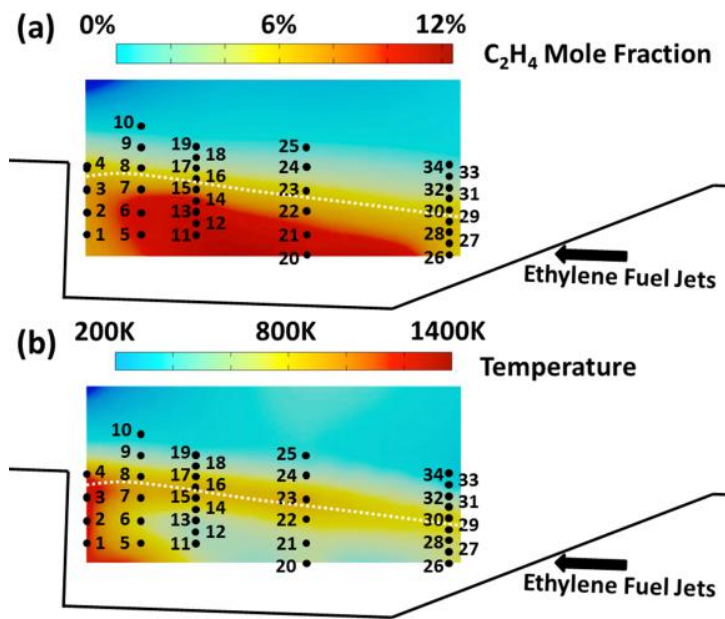 (a)
0% 6% 12%
C₂H₄ Mole Fraction
10
9 19 18 25
4 8 17 24 34 33
3 7 16 15 23 32 31
2 6 14 13 22 30 29
1 5 12 11 21 28 27
20 26
Ethylene Fuel Jets
(b)
200K 800K 1400K
Temperature
10
9 19 18 25
4 8 17 24 34 33
3 7 16 15 23 32 31
2 6 14 13 22 30 29
1 5 12 11 21 28 27
20 26
Ethylene Fuel Jets